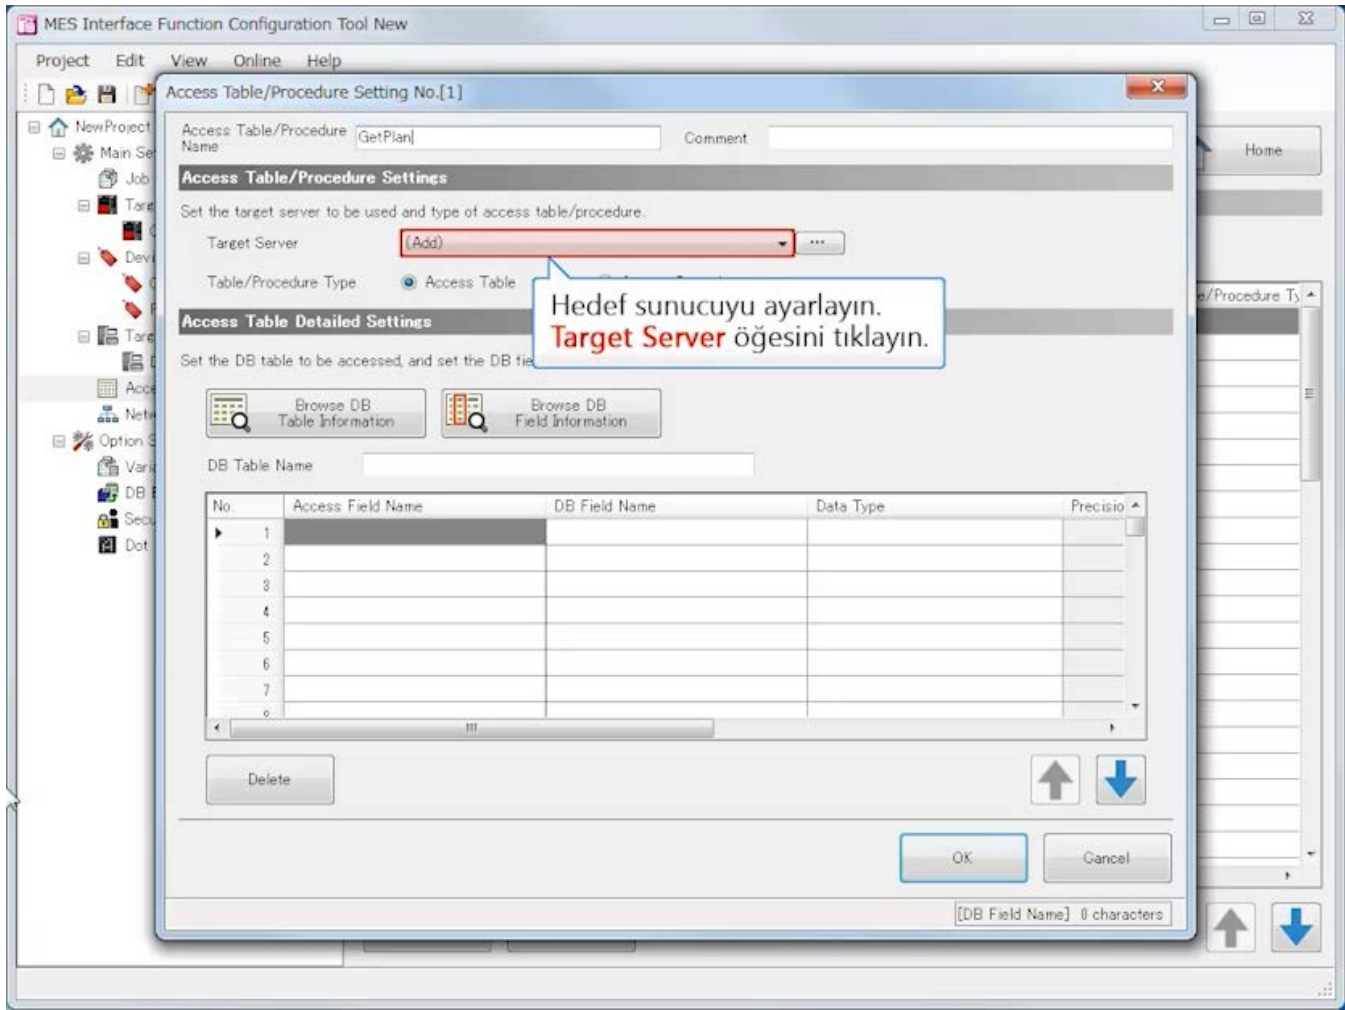 MES Interface Function Configuration Tool New
Project Edit View Online Help
Access Table/Procedure Setting No.[1]
NewProject
Access Table/Procedure Name
GetPlan
Comment
Home
Main Se
Job
Access Table/Procedure Settings
Set the target server to be used and type of access table/procedure.
Target Server
(Add)
...
Devi
Table/Procedure Type
Access Table
Hedef sunucuyu ayarlayın.
Target Server öğesini tıklayın.
e/Procedure Ty
Access Table Detailed Settings
Set the DB table to be accessed, and set the DB fie
Acce
Netw
Browse DB
Table Information
Browse DB
Field Information
Option S
Vari
DB Table Name
DB
Secu
Dot
No. Access Field Name DB Field Name Data Type Precisio
1
2
3
4
5
6
7
Delete
OK
Cancel
[DB Field Name] 0 characters